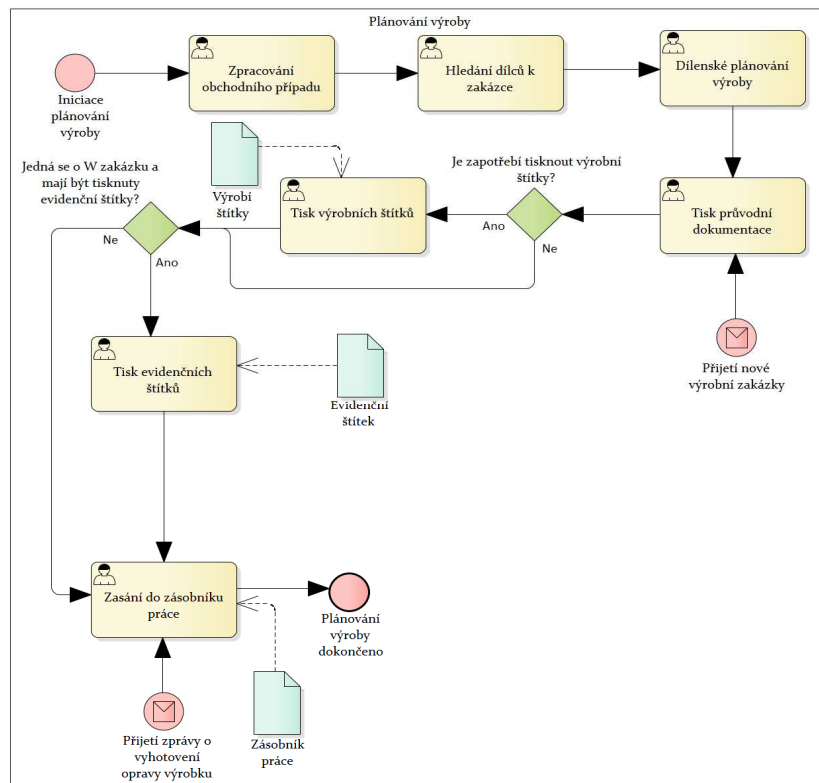 Plánování výroby
Zpracování
obchodního případu
Hledání dílců k
zakázce
Dílenské plánování
výroby
Iniciace
plánování
výroby
Jedná se o W zakázku a
mají být tisknuty
evidenční štítky?
Výrobí
štítky
Je zapotřebí tisknout výrobní
štítky?
Tisk výrobních štítků
Tisk průvodní
dokumentace
Ano
Ne
Ne
Ano
Tisk evidenčních
štítků
Evidenční
štítek
Přijetí nové
výrobní zakázky
Zasání do zásobníku
práce
Plánování
výroby
dokončeno
Přijetí zprávy o
vyhotovení
opravy výrobku
Zásobník
práce